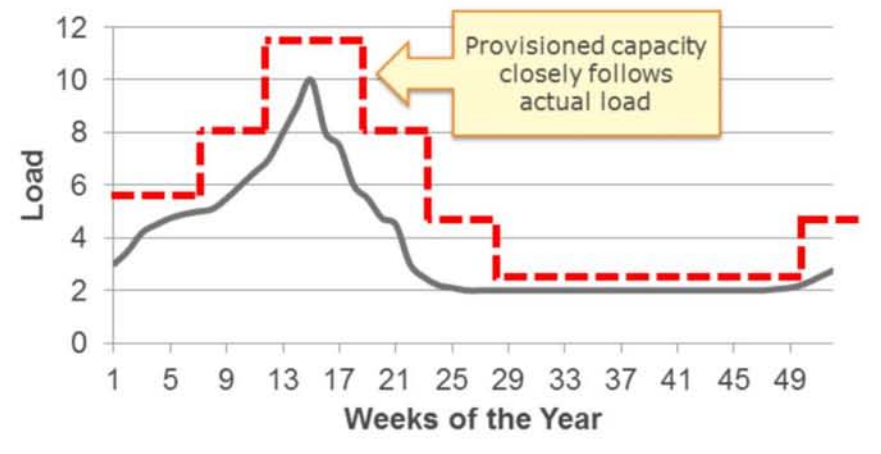 12
Provisioned capacity
closely follows
actual load
10
8
6
4
2
0
Load
1 5 9 13 17 21 25 29 33 37 41 45 49
Weeks of the Year